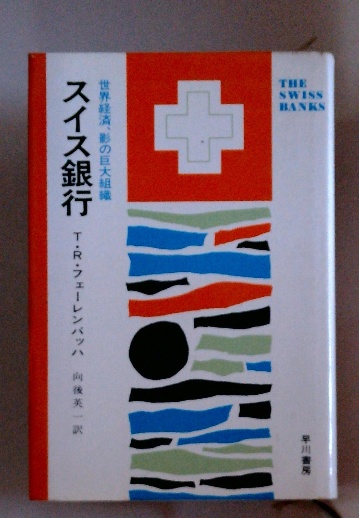 世界経済、影の巨大組織
スイス銀行
T・R・フェーレンバッハ
向後英一訳
THE
SWISS
BANKS
早川書房